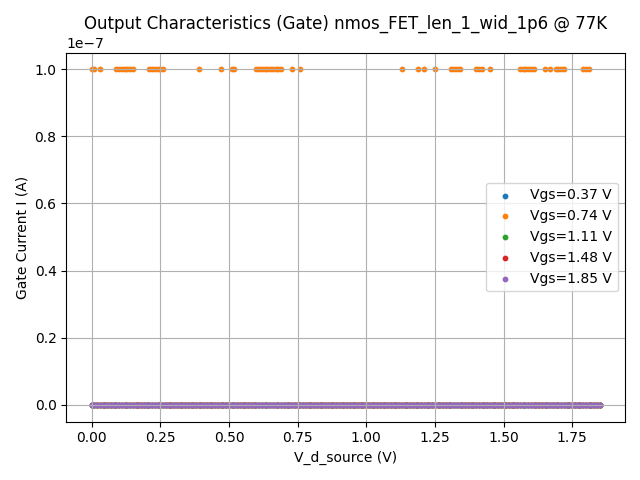 Output Characteristics (Gate) nmos_FET_len_1_wid_1p6 @ 77K
1e−7
1.0
0.8
0.6
0.4
0.2
0.0
Gate Current I (A)
Vgs=0.37 V
Vgs=0.74 V
Vgs=1.11 V
Vgs=1.48 V
Vgs=1.85 V
0.00 0.25 0.50 0.75 1.00 1.25 1.50 1.75
V_d_source (V)